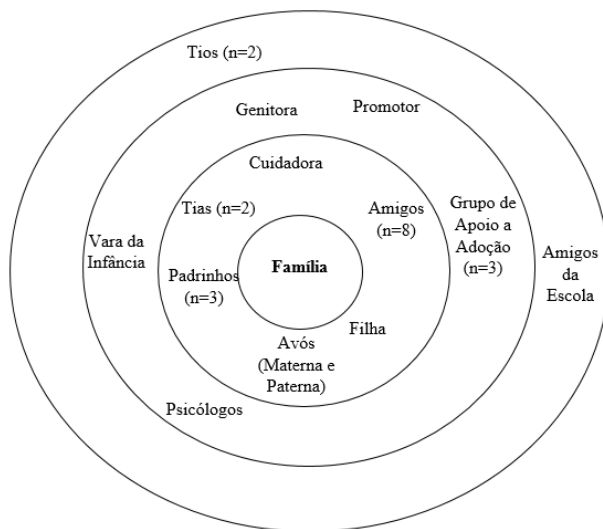 Tios (n=2)
Genitora
Promotor
Cuidadora
Tias (n=2)
Amigos
(n=8)
Grupo de
Apoio a
Adoção
(n=3)
Vara da
Infância
Padrinhos
(n=3)
Família
Amigos
da
Escola
Filha
Avós
(Materna e
Paterna)
Psicólogos